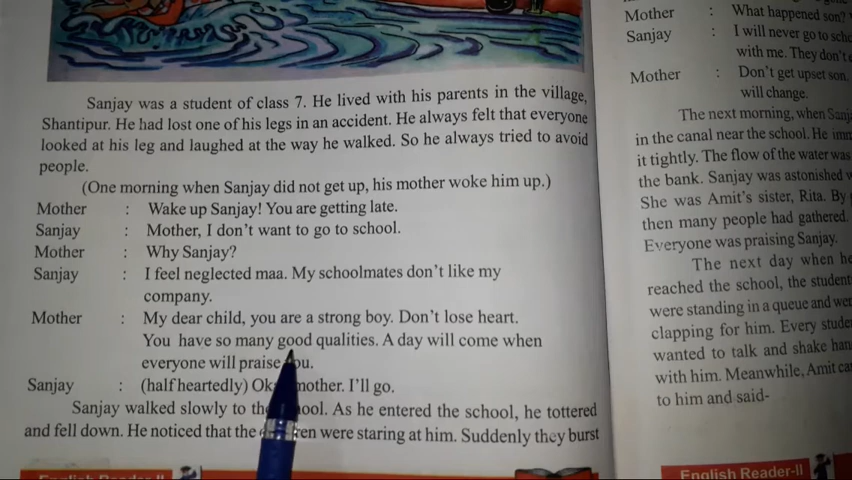 Sanjay was a student of class 7. He lived with his parents in the village,
Shantipur. He had lost one of his legs in an accident. He always felt that everyone
looked at his leg and laughed at the way he walked. So he always tried to avoid
people.
(One morning when Sanjay did not get up, his mother woke him up.)
Mother : Wake up Sanjay! You are getting late.
Sanjay : Mother, I don't want to go to school.
Mother : Why Sanjay?
Sanjay : I feel neglected maa. My schoolmates don't like my
company.
Mother : My dear child, you are a strong boy. Don't lose heart.
You have so many good qualities. A day will come when
everyone will praise
Sanjay : (half heartedly) mother. I'll go.
Sanjay walked slowly to the As he entered the school, he tottered
and fell down. He noticed that the were staring at him. Suddenly they burst
English Reader-II
Mother : What happened son?
Sanjay : I will never go to
with me. They don't
Mother : Don't get upset son.
will change.
The next morning, when
in the canal near the school. He
it tightly. The flow of the water was
the bank. Sanjay was astonished
She was Amit's sister, Rita. By
then many people had gathered.
Everyone was praising Sanjay.
The next day when he
reached the school, the
were standing in a queue and
clapping for him. Every
wanted to talk and shake
with him. Meanwhile, Amit
to him and said-
English Reader-II